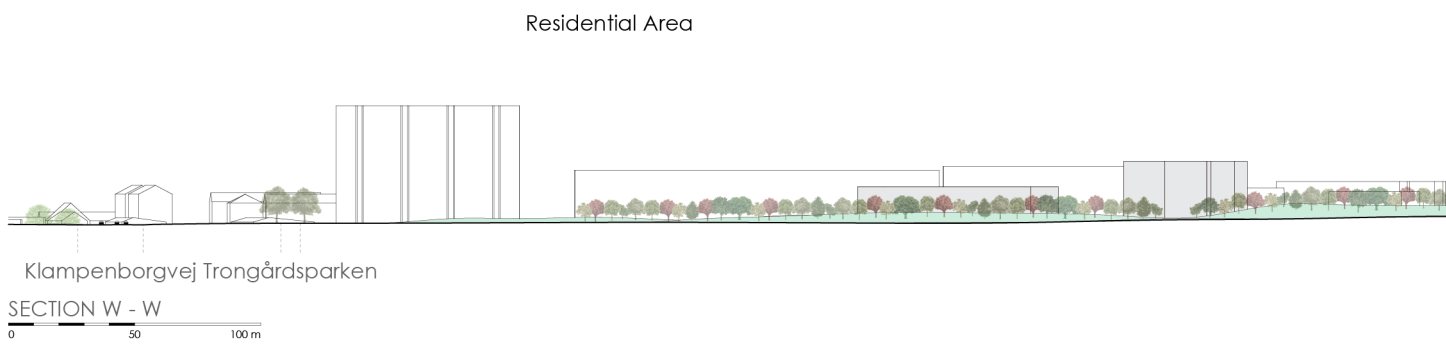 Residential Area
Klampenborgvej Trongårdsparken
SECTION W - W
0 50 100 m